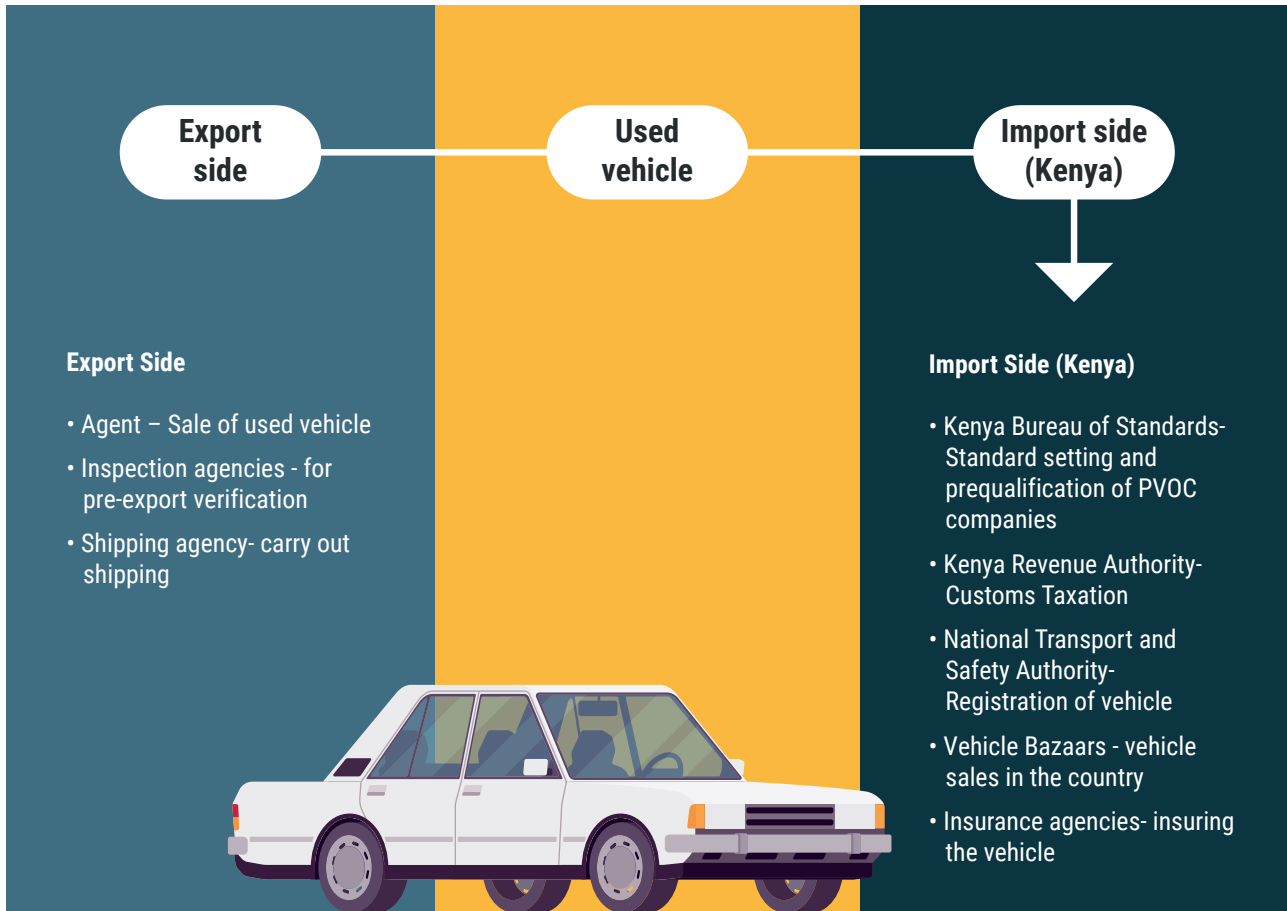 Export
side
Used
vehicle
Import side
(Kenya)
Export Side
• Agent – Sale of used vehicle
• Inspection agencies - for
pre-export verification
• Shipping agency- carry out
shipping
Import Side (Kenya)
• Kenya Bureau of Standards-
Standard setting and
prequalification of PVOC
companies
• Kenya Revenue Authority-
Customs Taxation
• National Transport and
Safety Authority-
Registration of vehicle
• Vehicle Bazaars - vehicle
sales in the country
• Insurance agencies- insuring
the vehicle